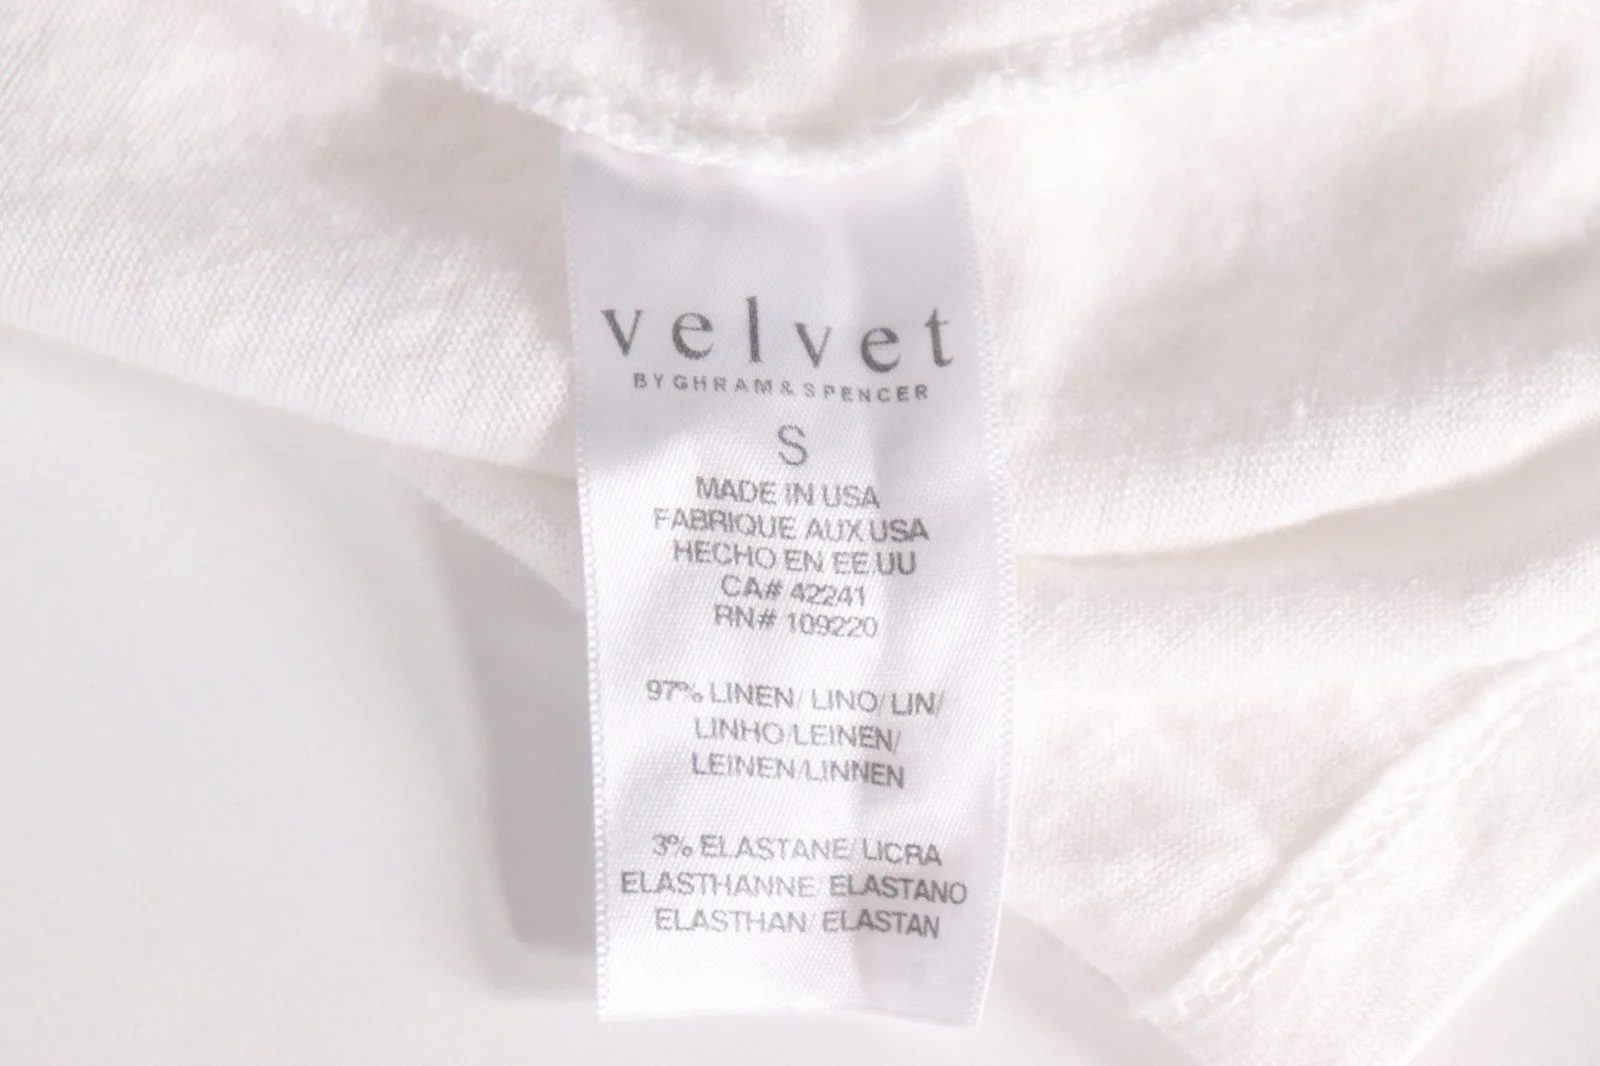 velvet
BY GHRAM & SPENCER
S
MADE IN USA
FABRIQUE AUX USA
HECHO EN EE.UU
CA# 42241
RN# 109220
97% LINEN/ LINO/ LIN/
LINHO/LEINEN/
LEINEN/LINNEN
3% ELASTANE/ LICRA
ELASTHANNE/ ELASTANO
ELASTHAN/ ELASTAN